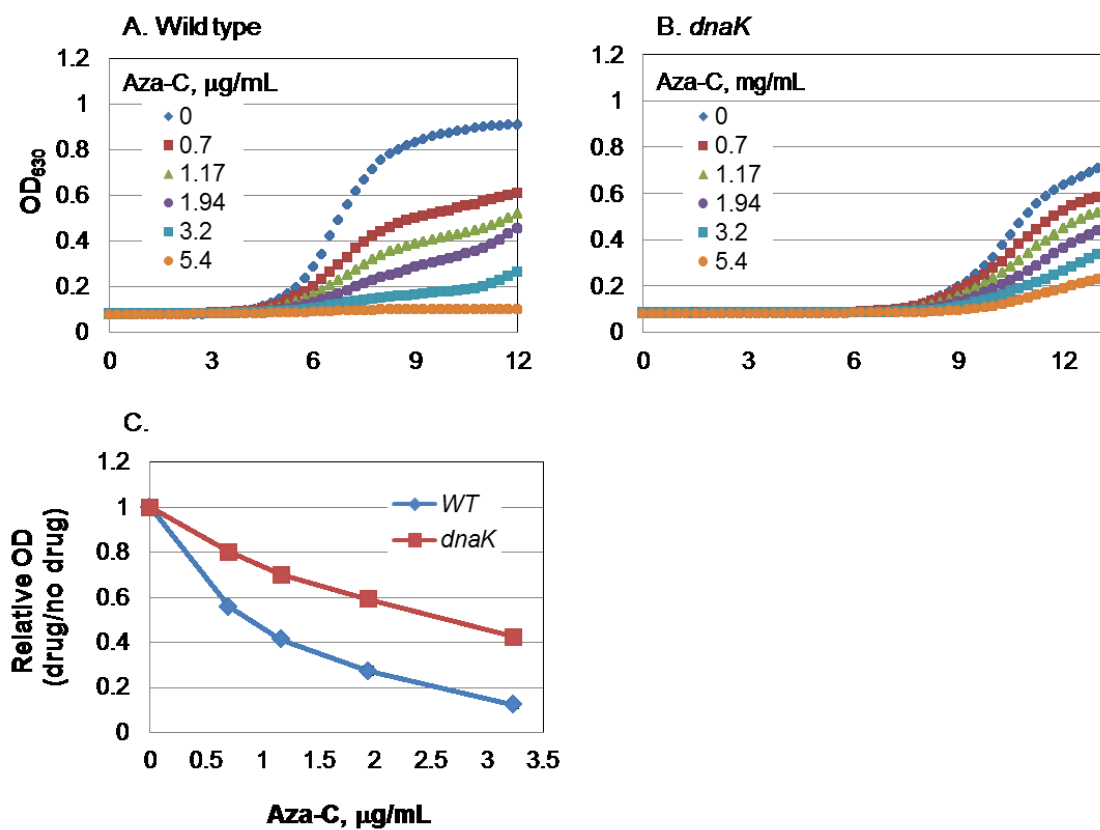 A. Wild type
1.2
1
0.8
0.6
0.4
0.2
0
OD630
Aza-C, μg/mL
0
0.7
1.17
1.94
3.2
5.4
0 3 6 9 12
B. dnaK
1.2
1
0.8
0.6
0.4
0.2
0
Aza-C, mg/mL
0
0.7
1.17
1.94
3.2
5.4
0 3 6 9 12
C.
1.2
1
0.8
0.6
0.4
0.2
0
Relative OD
(drug/no drug)
WT
dnaK
0 0.5 1 1.5 2 2.5 3 3.5
Aza-C, μg/mL